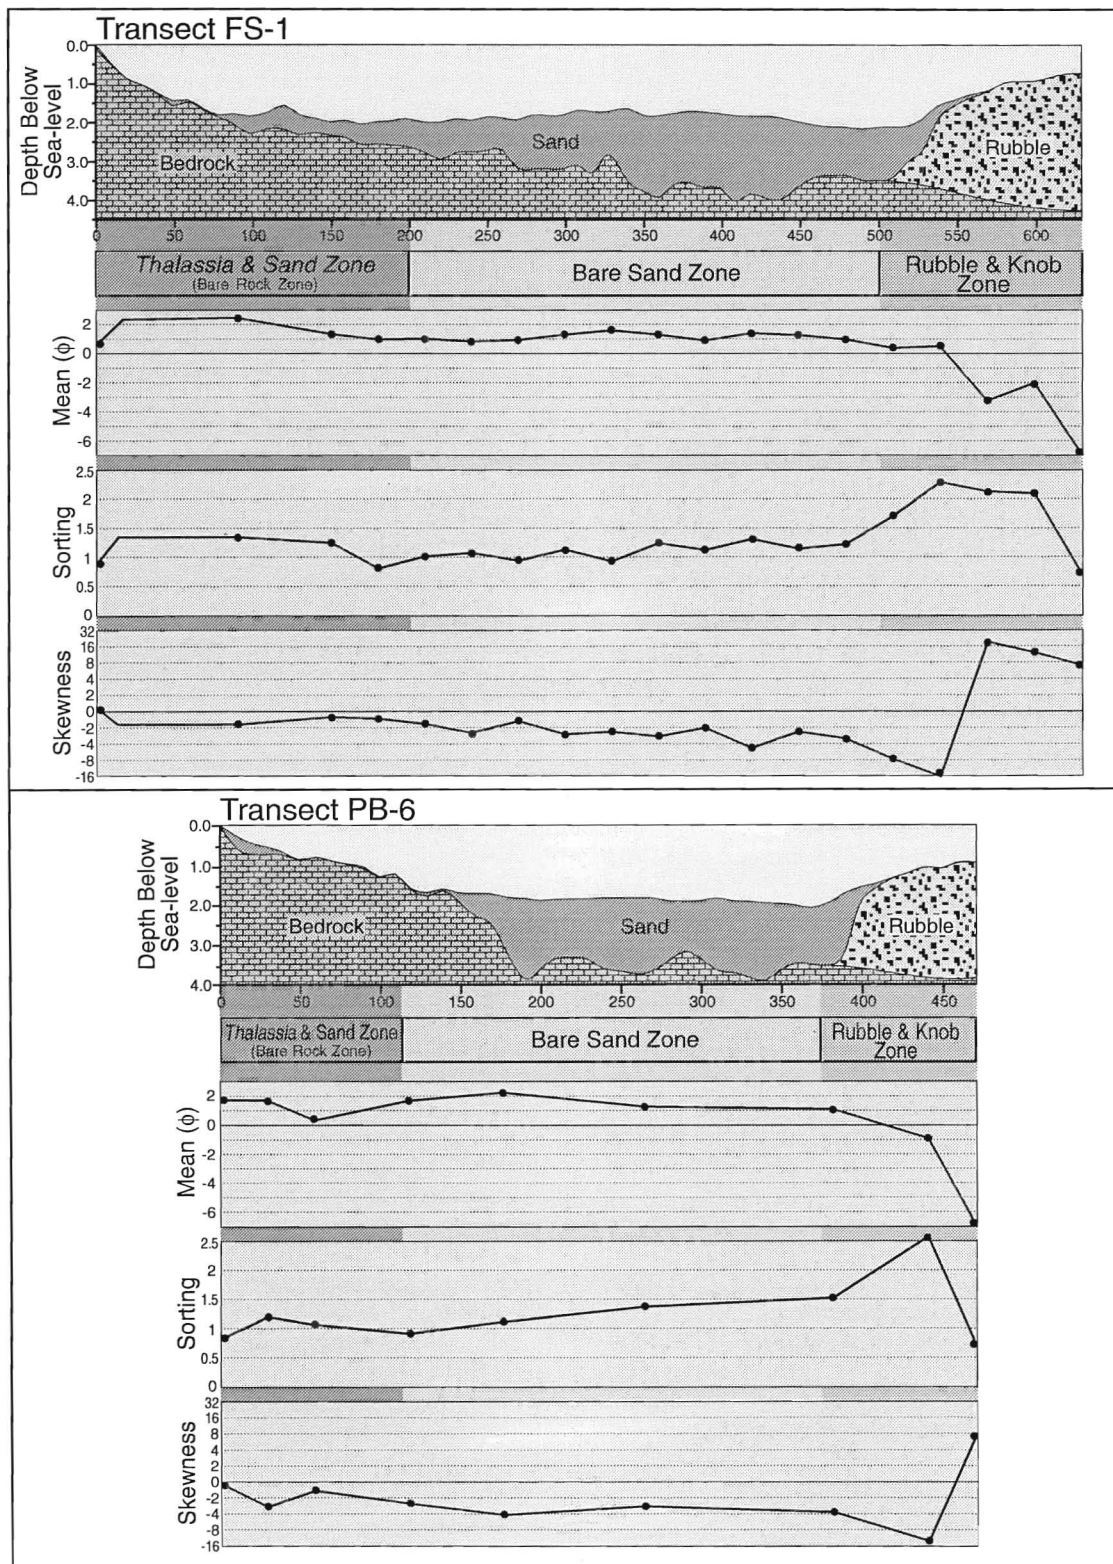 Transect FS-1
Depth Below
Sea-level
0.0
1.0
2.0
3.0
4.0
Bedrock
Sand
Rubble
0 50 100 150 200 250 300 350 400 450 500 550 600
Thalassia & Sand Zone
(Bare Rock Zone)
Bare Sand Zone
Rubble & Knob
Zone
Mean (ϕ)
2
0
-2
-4
-6
Sorting
2.5
2
1.5
1
0.5
0
Skewness
32
16
8
4
2
0
-2
-4
-8
-16
Transect PB-6
Depth Below
Sea-level
0.0
1.0
2.0
3.0
4.0
Bedrock
Sand
Rubble
0 50 100 150 200 250 300 350 400 450
Thalassia & Sand Zone
(Bare Rock Zone)
Bare Sand Zone
Rubble & Knob
Zone
Mean (ϕ)
2
0
-2
-4
-6
Sorting
2.5
2
1.5
1
0.5
0
Skewness
32
16
8
4
2
0
-2
-4
-8
-16